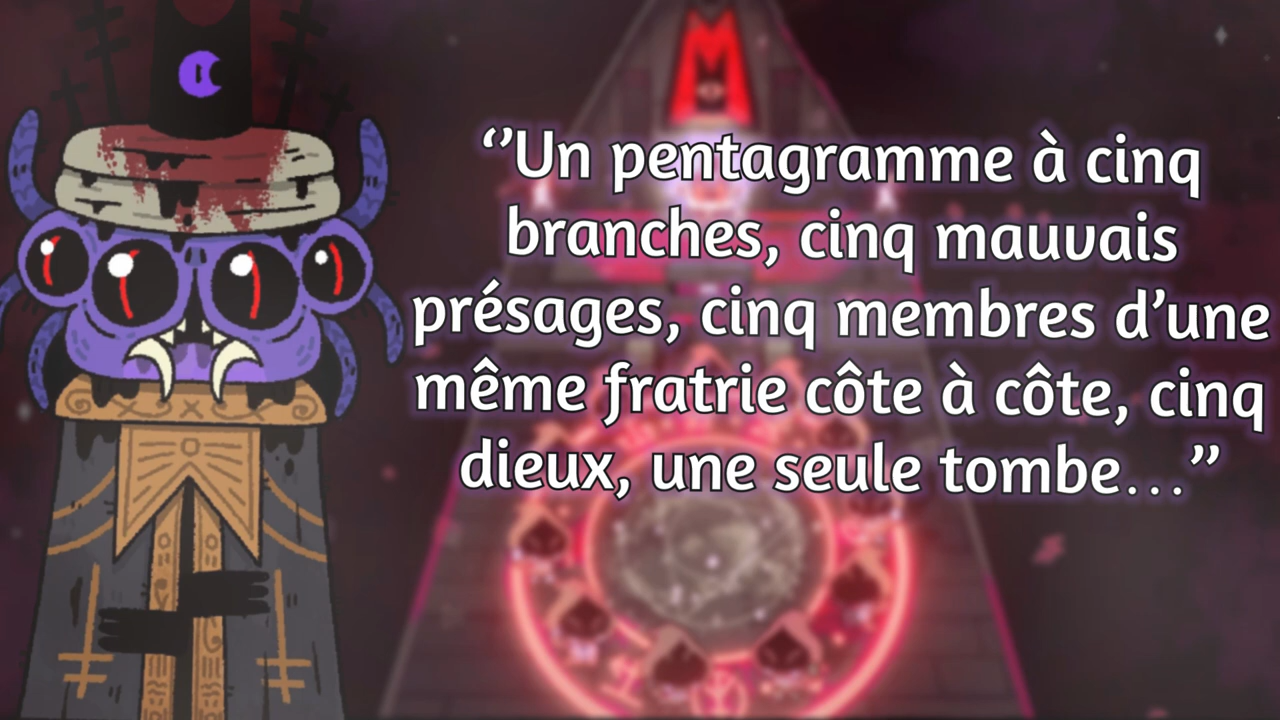 ‘’Un pentagramme à cinq
branches, cinq mauvais
présages, cinq membres d’une
même fratrie côte à côte, cinq
dieux, une seule tombe…’’